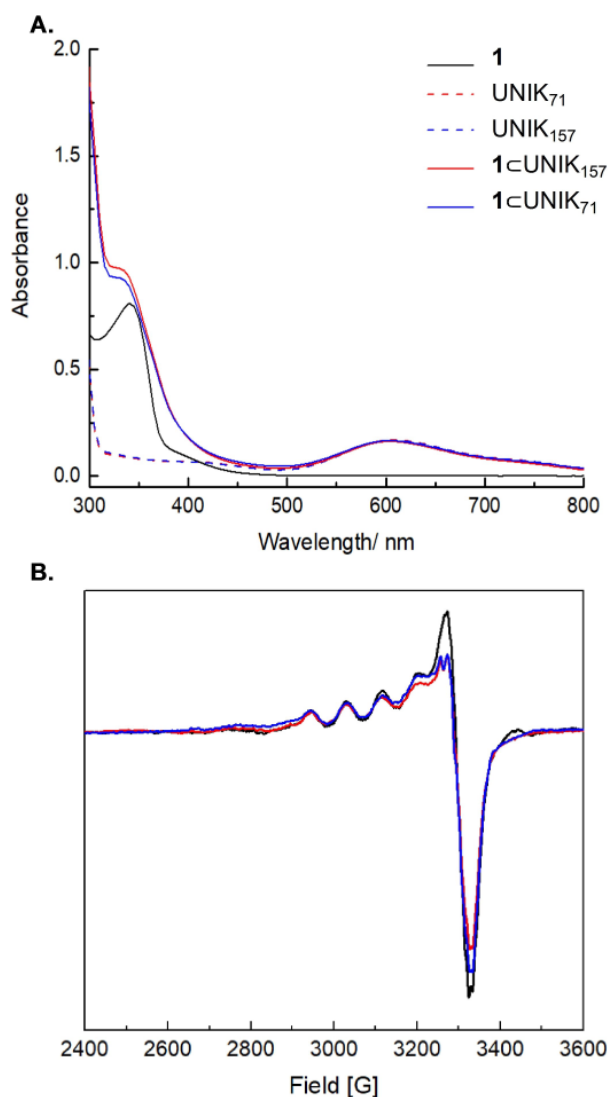 A.
2.0
1.5
1.0
0.5
0.0
Absorbance
1
UNIK₇₁
UNIK₁₅₇
1⊂UNIK₁₅₇
1⊂UNIK₇₁
300 400 500 600 700 800
Wavelength/ nm
B.
2400 2600 2800 3000 3200 3400 3600
Field [G]